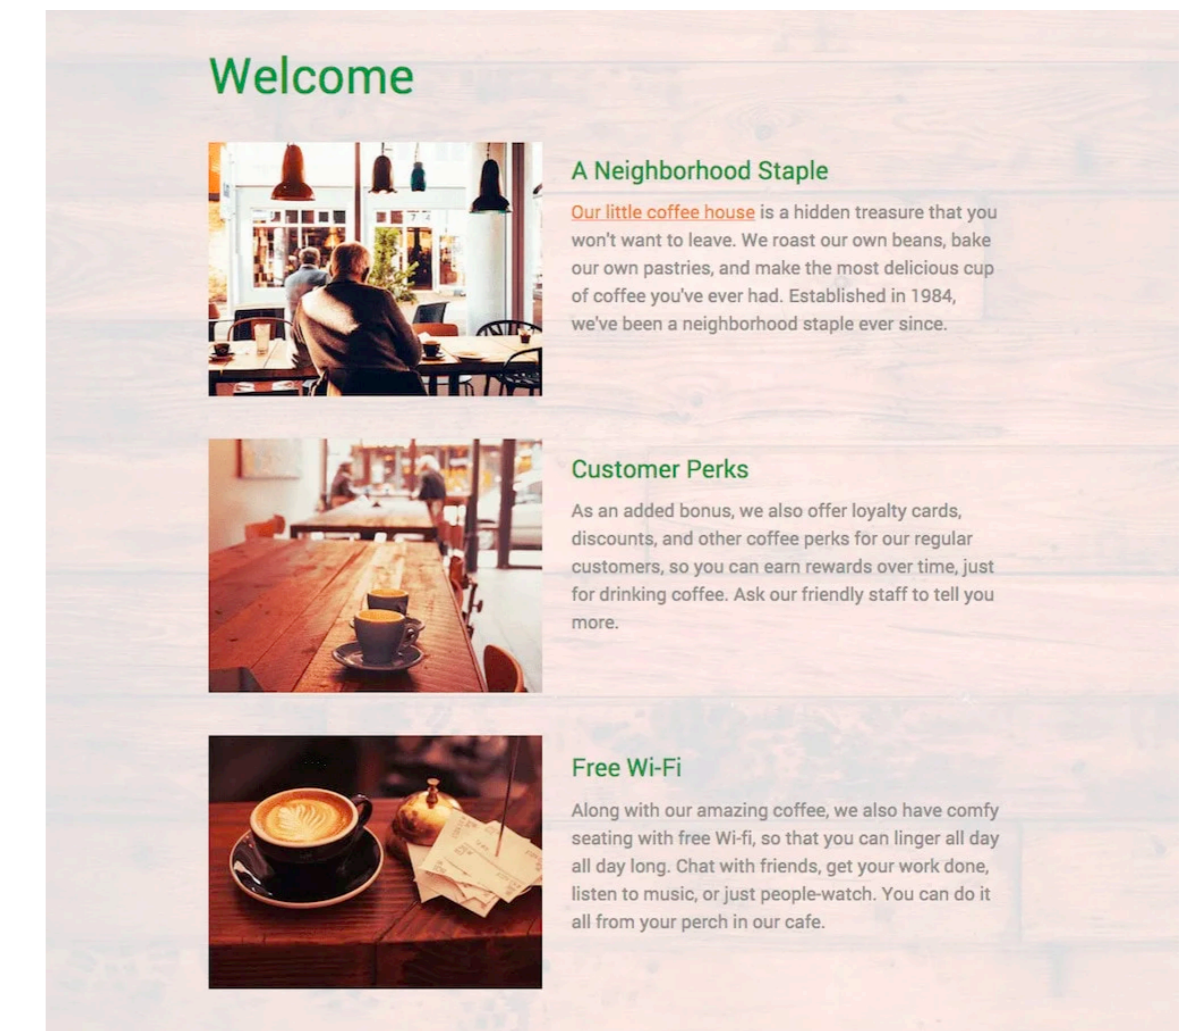 Welcome
A Neighborhood Staple
Our little coffee house is a hidden treasure that you
won't want to leave. We roast our own beans, bake
our own pastries, and make the most delicious cup
of coffee you've ever had. Established in 1984,
we've been a neighborhood staple ever since.
Customer Perks
As an added bonus, we also offer loyalty cards,
discounts, and other coffee perks for our regular
customers, so you can earn rewards over time, just
for drinking coffee. Ask our friendly staff to tell you
more.
Free Wi-Fi
Along with our amazing coffee, we also have comfy
seating with free Wi-fi, so that you can linger all day
all day long. Chat with friends, get your work done,
listen to music, or just people-watch. You can do it
all from your perch in our cafe.